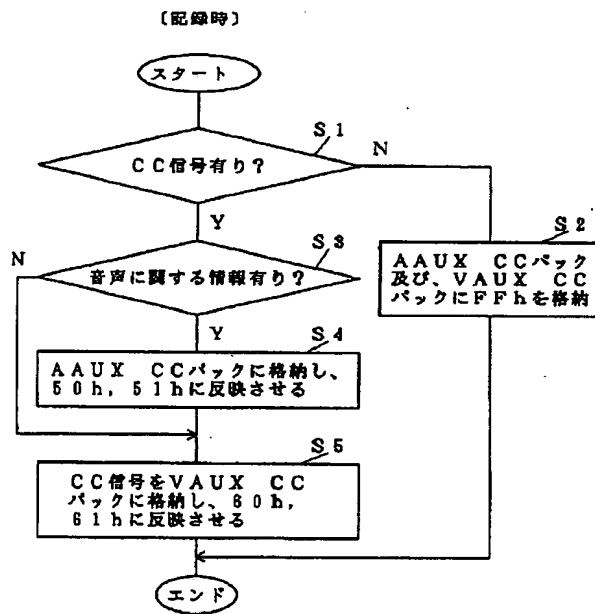 〔記録時〕
スタート
S1
CC信号有り?
N
Y
S2
AAUX CCパック
及び、VAUX CC
パックにFFhを格納
S3
N
音声に関する情報有り?
Y
S4
AAUX CCパックに格納し、
50h,51hに反映させる
S5
CC信号をVAUX CC
パックに格納し、60h,
61hに反映させる
エンド